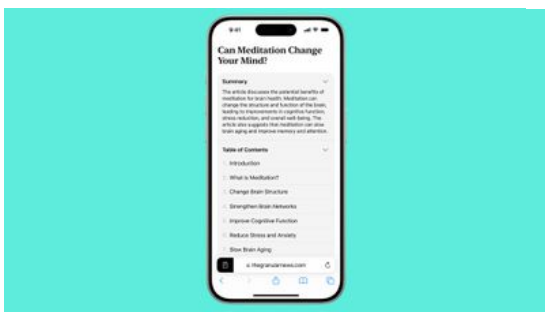 9:41
Can Meditation Change
Your Mind?
Summary
The article discusses the potential benefits of
meditation for brain health. Meditation can
change the structure and function of the brain,
leading to improvements in cognitive function,
stress reduction, and overall well-being. The
article also suggests that meditation can slow
brain aging and improve memory and attention.
Table of Contents
Introduction
What is Meditation?
Change Brain Structure
Strengthen Brain Networks
Improve Cognitive Function
Reduce Stress and Anxiety
Slow Brain Aging
thegranularnews.com